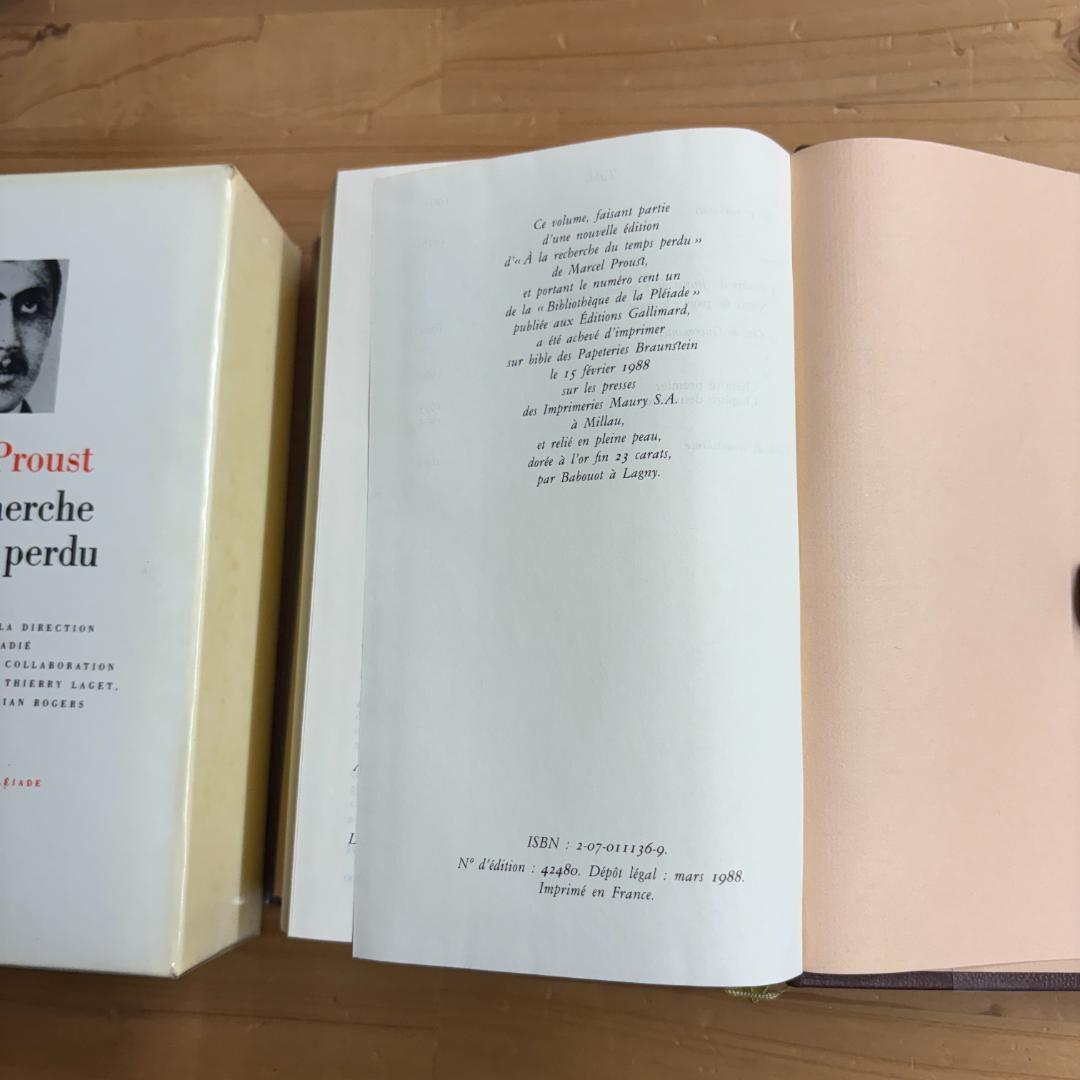 Proust
herche
perdu
LA DIRECTION
ADIÉ
COLLABORATION
THIERRY LAGET,
IAN ROGERS
LÉIADE
Ce volume, faisant partie
d'une nouvelle édition
d'« À la recherche du temps perdu »
de Marcel Proust,
et portant le numéro cent un
de la « Bibliothèque de la Pléiade »
publiée aux Éditions Gallimard,
a été achevé d'imprimer
sur bible des Papeteries Braunstein
le 15 février 1988
sur les presses
des Imprimeries Maury S.A.
à Millau,
et relié en pleine peau,
dorée à l'or fin 23 carats,
par Babouot à Lagny.
ISBN : 2-07-011136-9.
N° d'édition : 42480. Dépôt légal : mars 1988.
Imprimé en France.